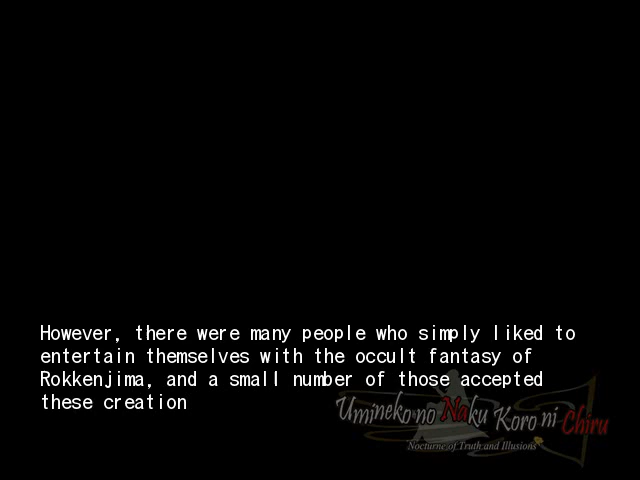 However, there were many people who simply liked to
entertain themselves with the occult fantasy of
Rokkenjima, and a small number of those accepted
these creation
Umineko no Naku Koro ni Chiru
Nocturne of Truth and Illusions